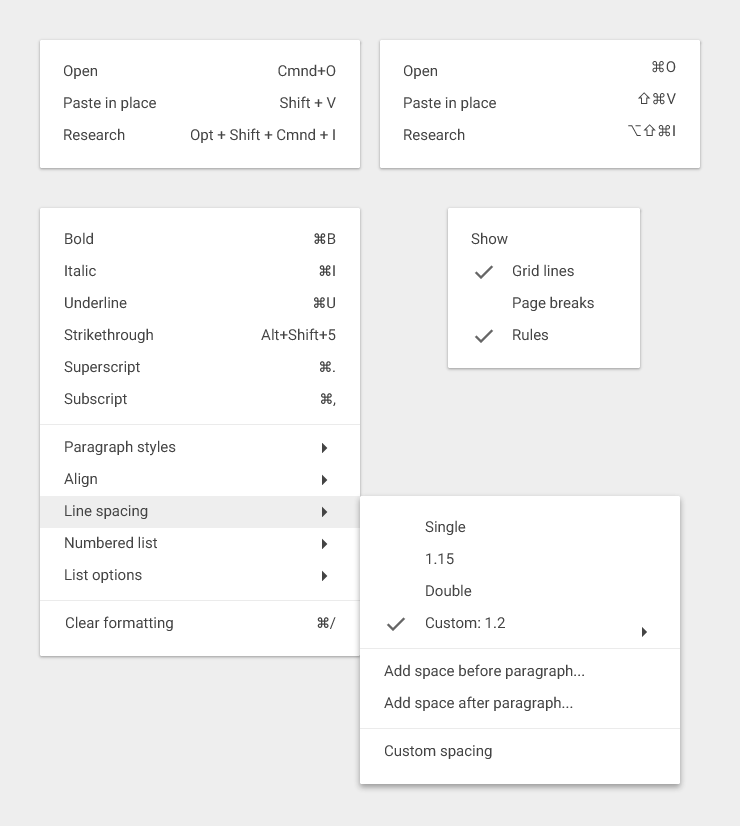 Open Cmnd+O
Paste in place Shift + V
Research Opt + Shift + Cmnd + I
Open ⌘O
Paste in place ⇧⌘V
Research ⌥⇧⌘I
Bold ⌘B
Italic ⌘I
Underline ⌘U
Strikethrough Alt+Shift+5
Superscript ⌘.
Subscript ⌘,
Paragraph styles
Align
Line spacing
Numbered list
List options
Clear formatting ⌘/
Show
Grid lines
Page breaks
Rules
Single
1.15
Double
Custom: 1.2
Add space before paragraph...
Add space after paragraph...
Custom spacing